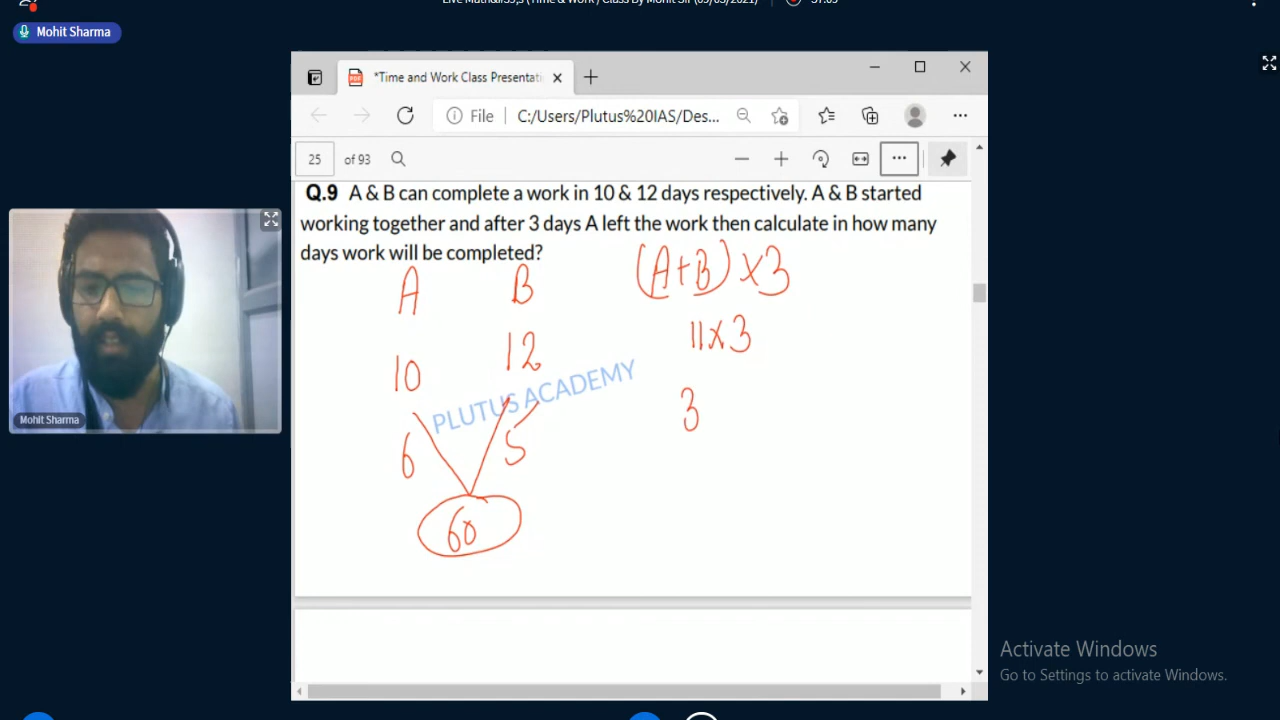 Mohit Sharma
*Time and Work Class Presentati
File C:/Users/Plutus%20IAS/Des...
25 of 93
Q.9 A & B can complete a work in 10 & 12 days respectively. A & B started
working together and after 3 days A left the work then calculate in how many
days work will be completed?
A B (A+B) x 3
10 12 11 x 3
PLUTUS ACADEMY
6 5 3
60
Mohit Sharma
Activate Windows
Go to Settings to activate Windows.